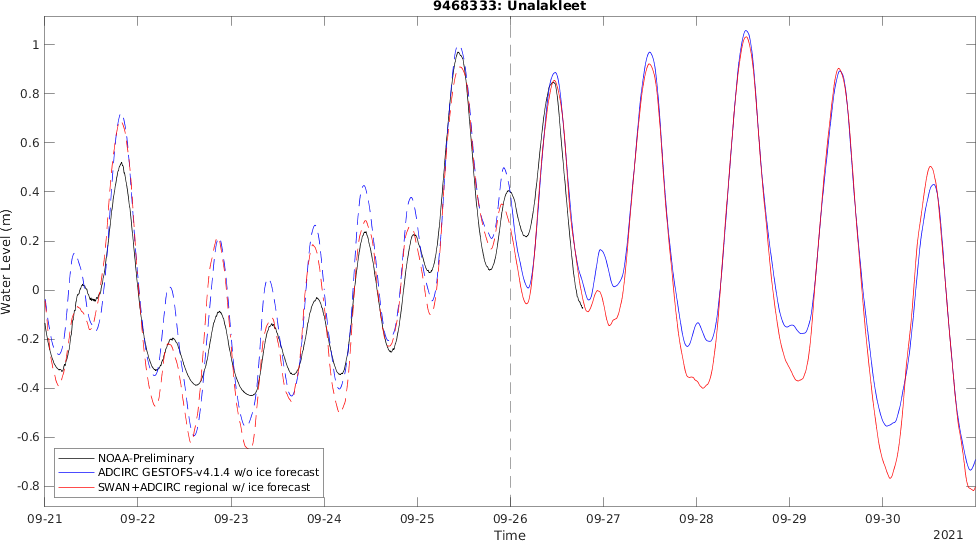 9468333: Unalakleet
1
0.8
0.6
0.4
0.2
0
-0.2
-0.4
-0.6
-0.8
Water Level (m)
NOAA-Preliminary
ADCIRC GESTOFS-v4.1.4 w/o ice forecast
SWAN+ADCIRC regional w/ ice forecast
09-21 09-22 09-23 09-24 09-25 09-26 09-27 09-28 09-29 09-30
Time
2021